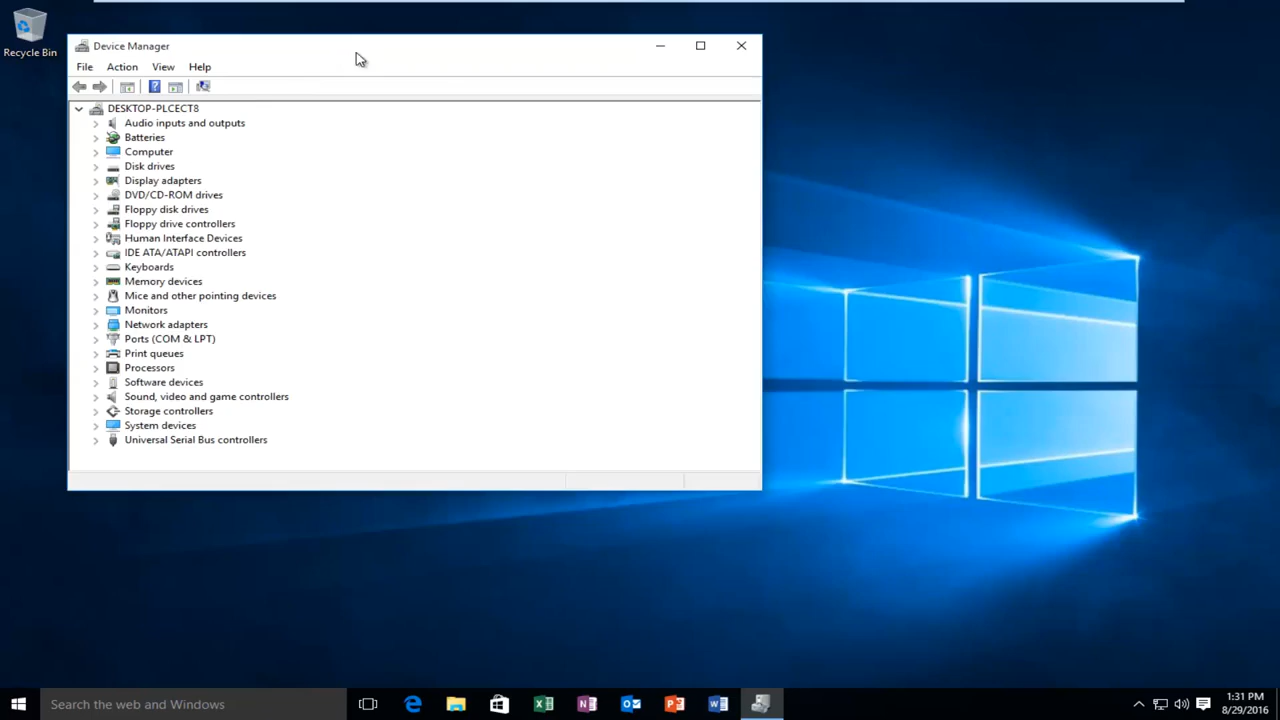 Recycle Bin
Device Manager
File Action View Help
DESKTOP-PLCECT8
Audio inputs and outputs
Batteries
Computer
Disk drives
Display adapters
DVD/CD-ROM drives
Floppy disk drives
Floppy drive controllers
Human Interface Devices
IDE ATA/ATAPI controllers
Keyboards
Memory devices
Mice and other pointing devices
Monitors
Network adapters
Ports (COM & LPT)
Print queues
Processors
Software devices
Sound, video and game controllers
Storage controllers
System devices
Universal Serial Bus controllers
Search the web and Windows
1:31 PM
8/29/2016